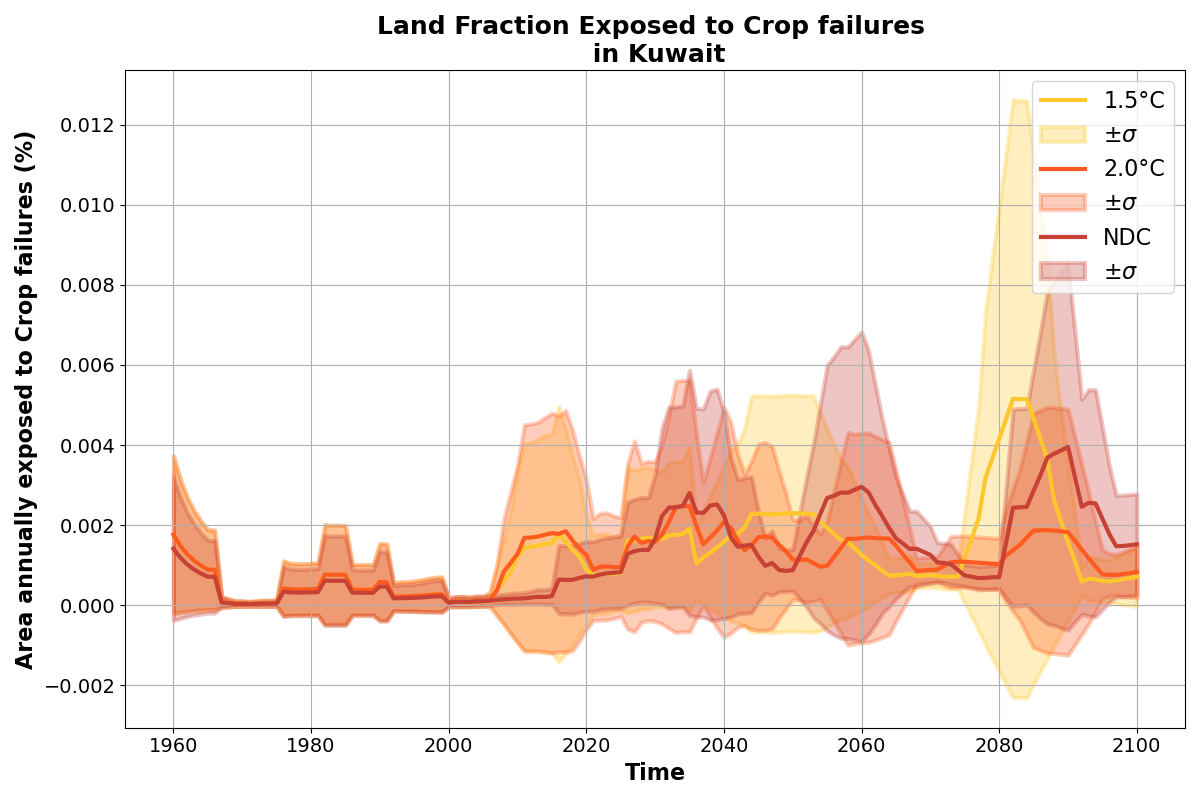 Land Fraction Exposed to Crop failures
in Kuwait
Area annually exposed to Crop failures (%)
0.012
0.010
0.008
0.006
0.004
0.002
0.000
−0.002
1.5°C
±σ
2.0°C
±σ
NDC
±σ
1960
1980
2000
2020
2040
2060
2080
2100
Time